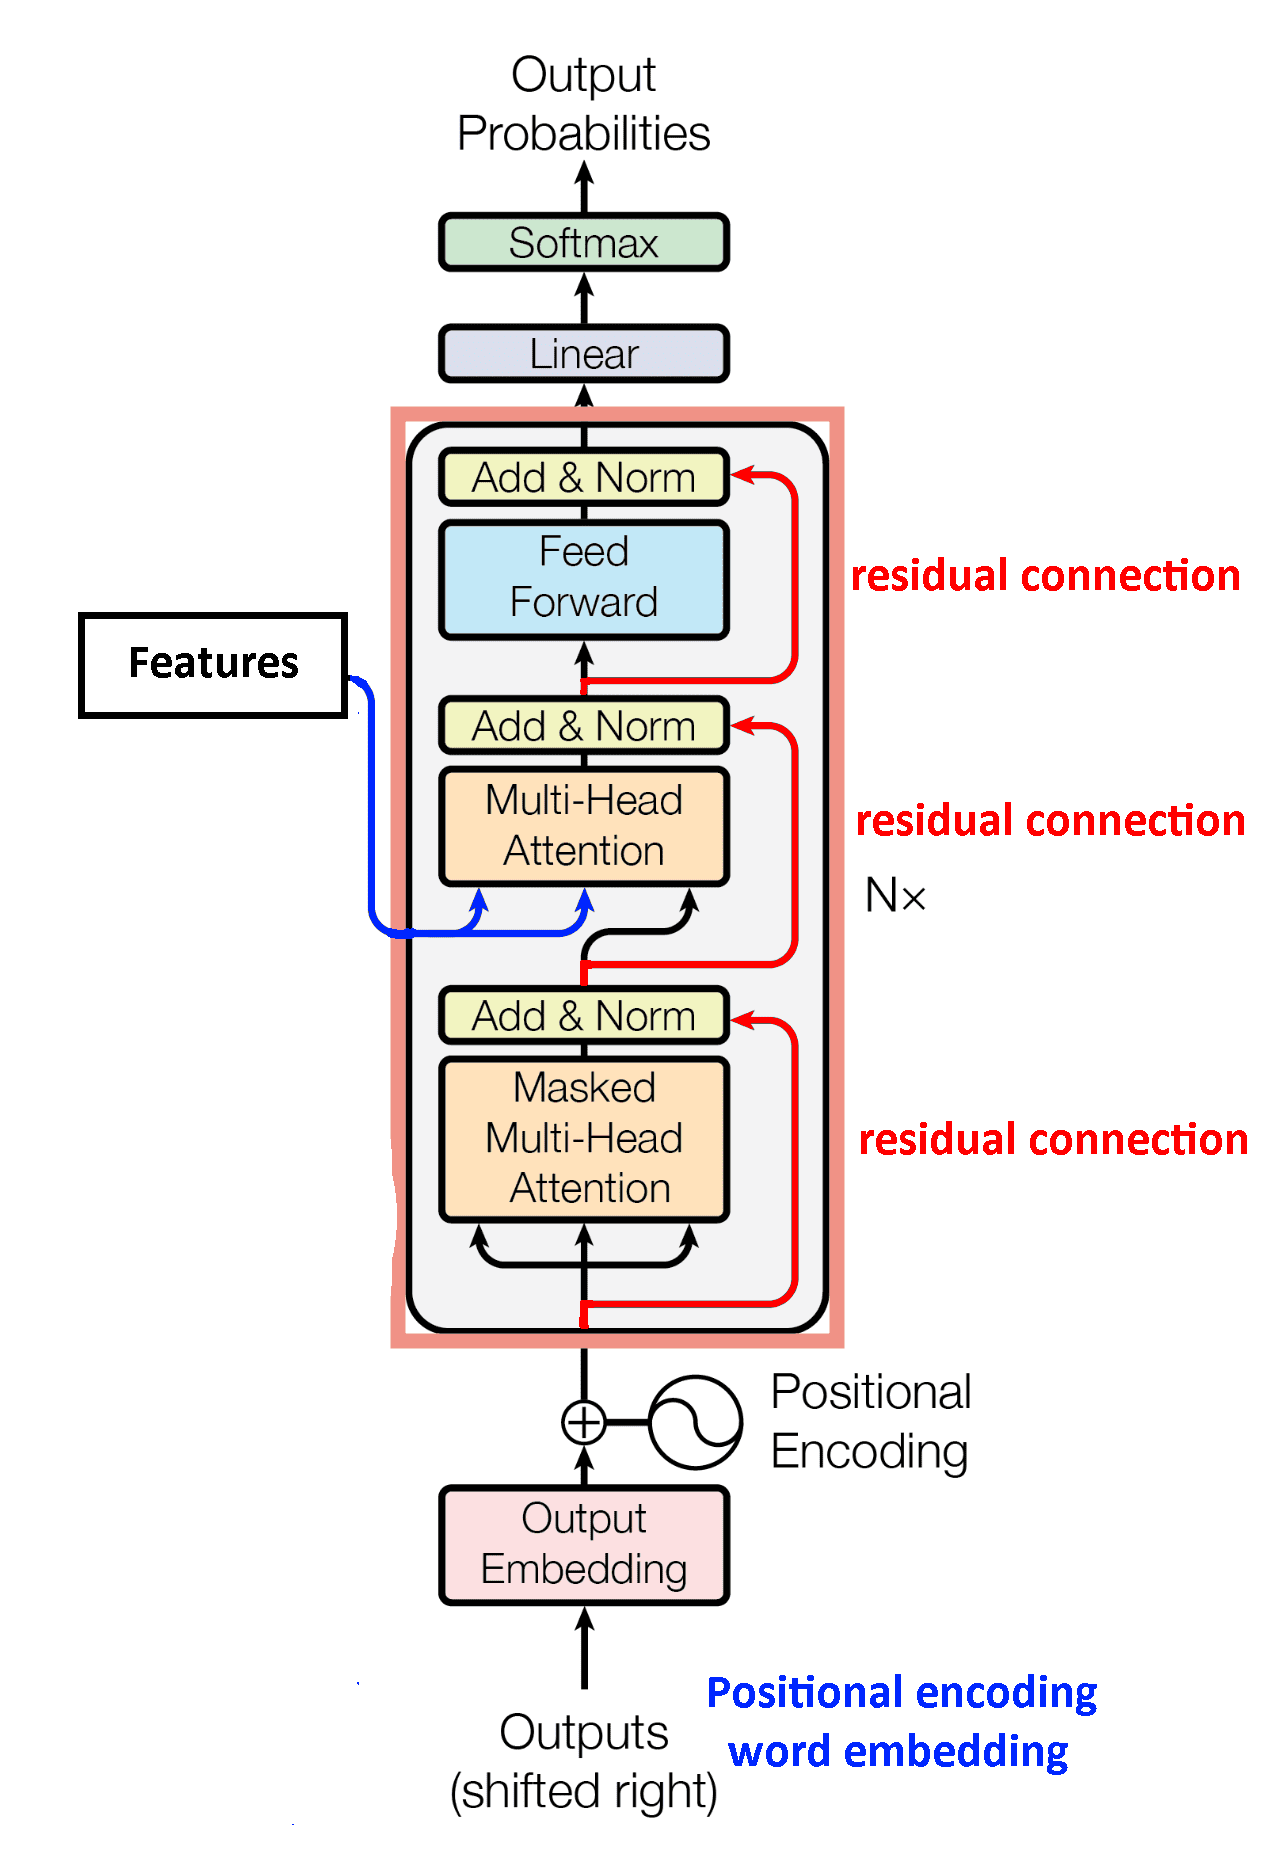 Output
Probabilities
Softmax
Linear
Add & Norm
Feed
Forward
residual connection
Features
Add & Norm
Multi-Head
Attention
residual connection
N×
Add & Norm
Masked
Multi-Head
Attention
residual connection
Positional
Encoding
Output
Embedding
Outputs
(shifted right)
Positional encoding
word embedding